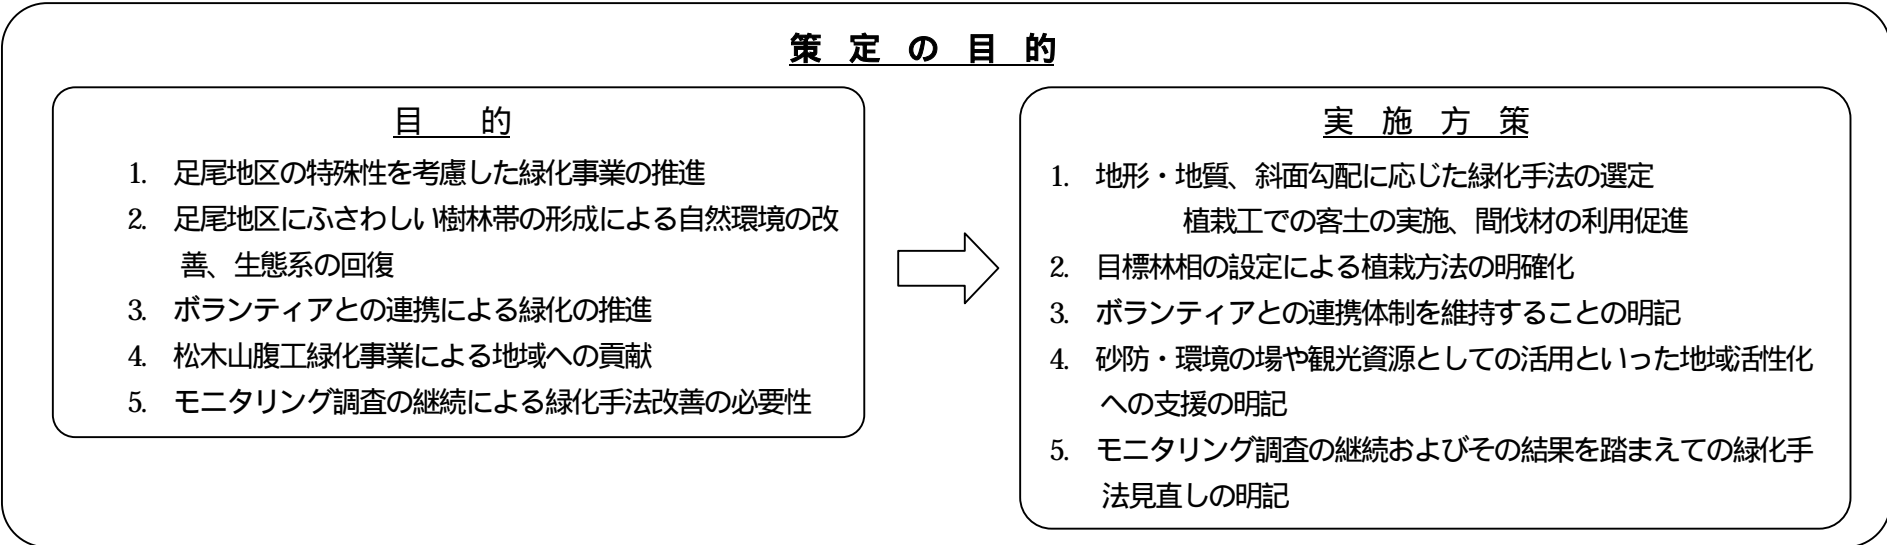 策 定 の 目 的
目 的
1. 足尾地区の特殊性を考慮した緑化事業の推進
2. 足尾地区にふさわしい樹林帯の形成による自然環境の改
善、生態系の回復
3. ボランティアとの連携による緑化の推進
4. 松木山腹工緑化事業による地域への貢献
5. モニタリング調査の継続による緑化手法改善の必要性
実 施 方 策
1. 地形・地質、斜面勾配に応じた緑化手法の選定
植栽工での客土の実施、間伐材の利用促進
2. 目標林相の設定による植栽方法の明確化
3. ボランティアとの連携体制を維持することの明記
4. 砂防・環境の場や観光資源としての活用といった地域活性化
への支援の明記
5. モニタリング調査の継続およびその結果を踏まえての緑化手
法見直しの明記